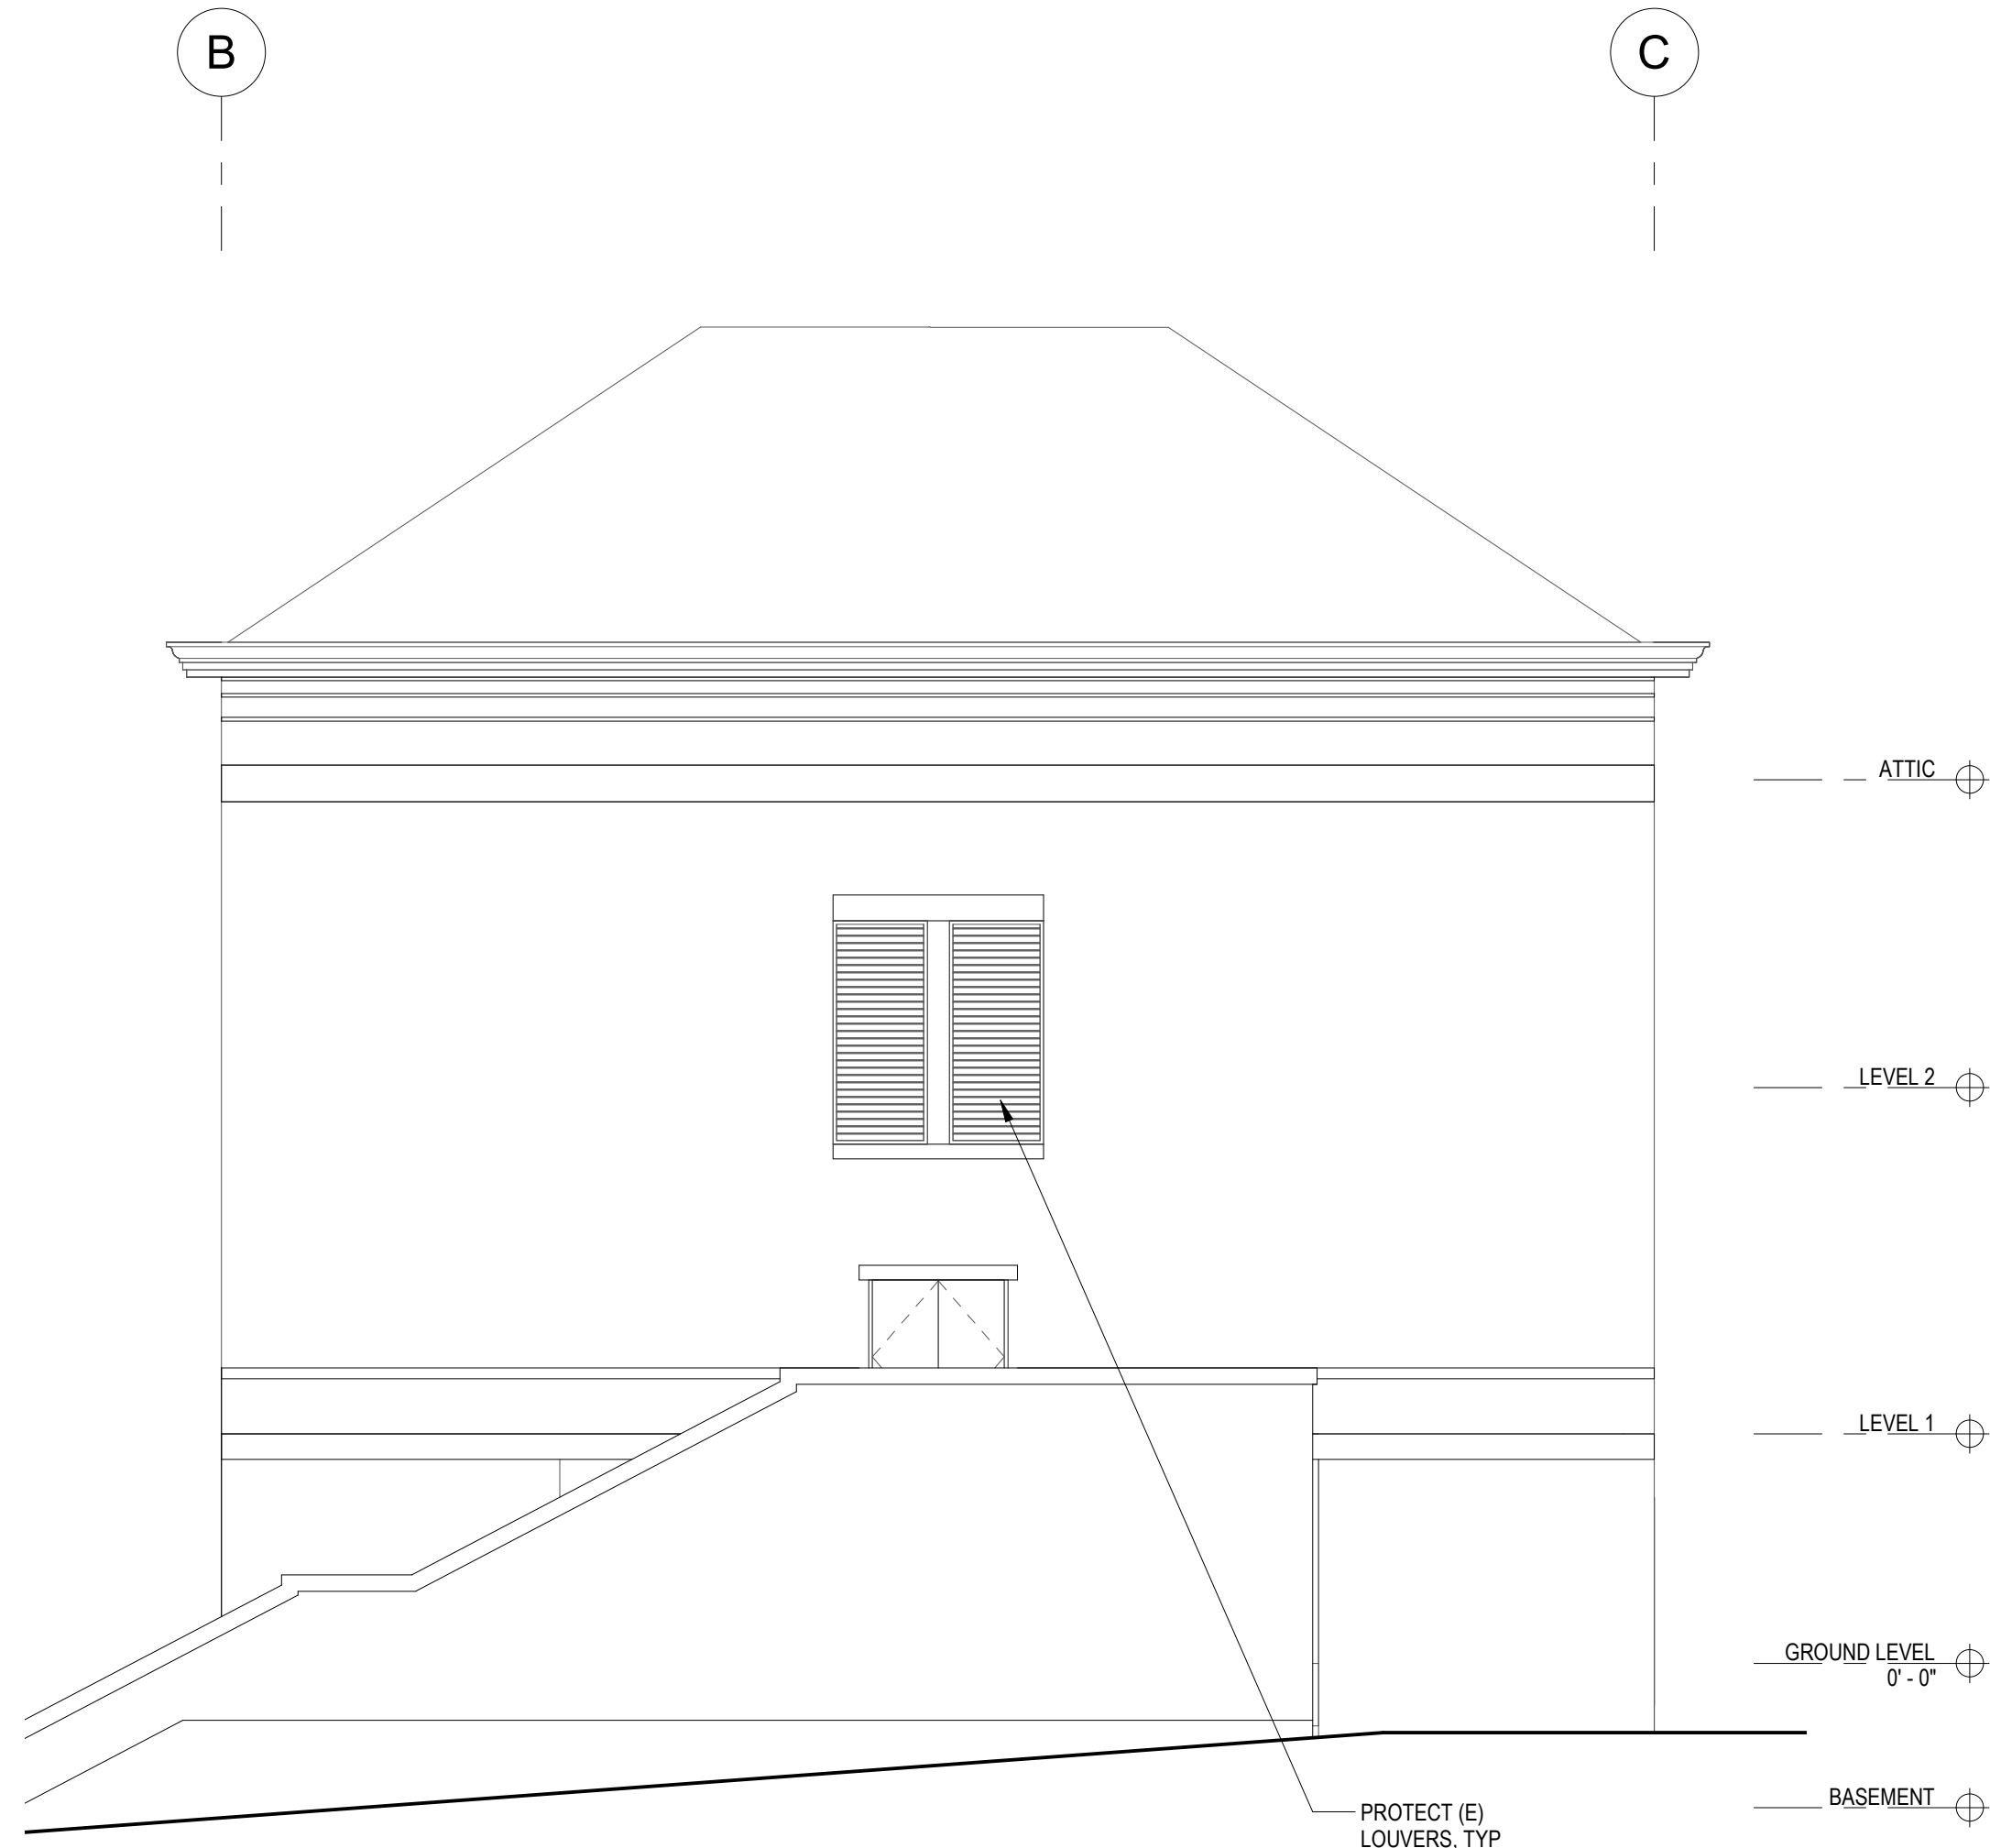 B
C
ATTIC
LEVEL 2
LEVEL 1
GROUND LEVEL
0' - 0"
BASEMENT
PROTECT (E)
LOUVERS, TYP